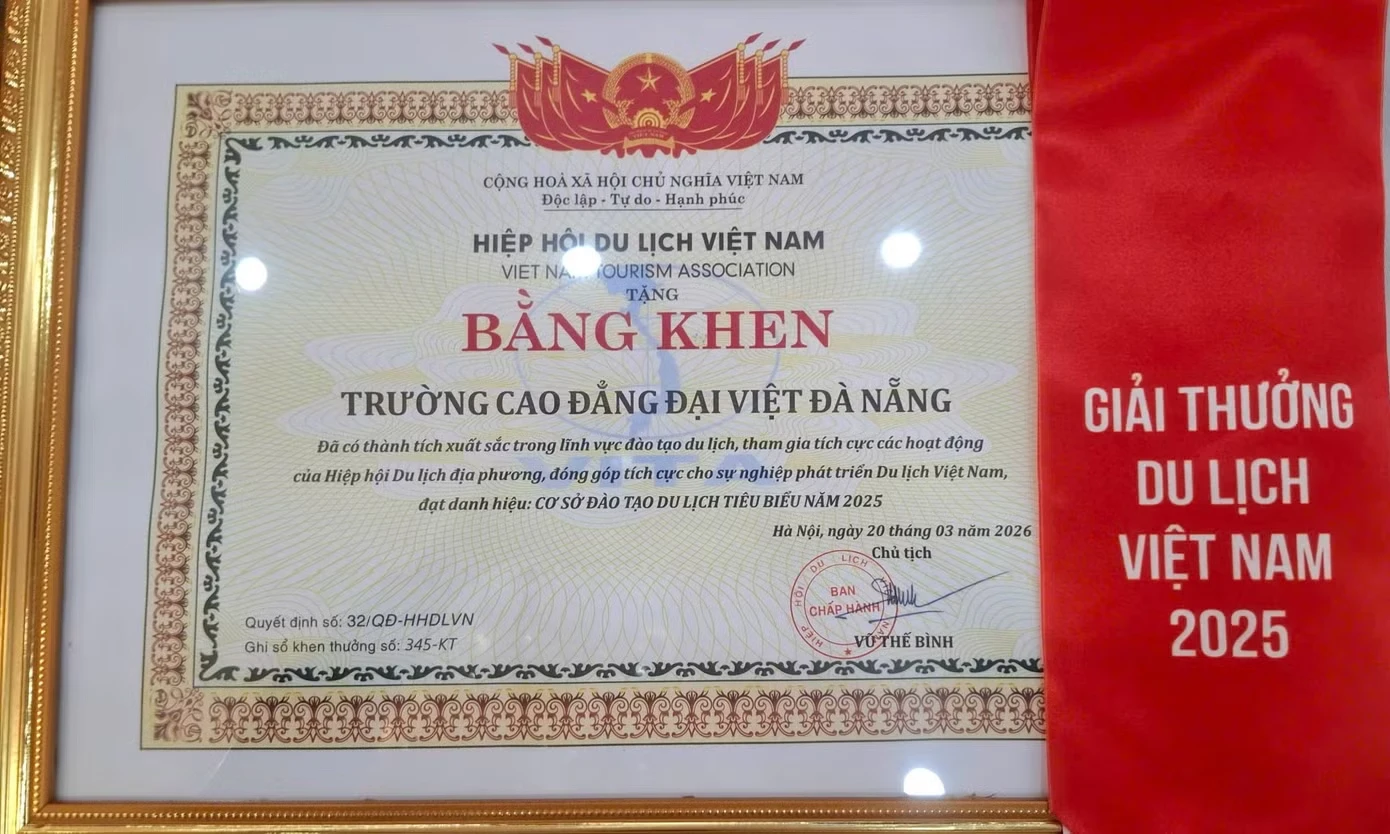 CỘNG HOÀ XÃ HỘI CHỦ NGHĨA VIỆT NAM
Độc lập - Tự do - Hạnh phúc
HIỆP HỘI DU LỊCH VIỆT NAM
VIET NAM TOURISM ASSOCIATION
TẶNG
BẰNG KHEN
TRƯỜNG CAO ĐẲNG ĐẠI VIỆT ĐÀ NẴNG
Đã có thành tích xuất sắc trong lĩnh vực đào tạo du lịch, tham gia tích cực các hoạt động
của Hiệp hội Du lịch địa phương, đóng góp tích cực cho sự nghiệp phát triển Du lịch Việt Nam,
đạt danh hiệu: CƠ SỞ ĐÀO TẠO DU LỊCH TIÊU BIỂU NĂM 2025
Hà Nội, ngày 20 tháng 03 năm 2026
Chủ tịch
HIỆP HỘI DU LỊCH VIỆT NAM
BAN
CHẤP HÀNH
VŨ THẾ BÌNH
Quyết định số: 32/QĐ-HHDLVN
Ghi sổ khen thưởng số: 345-KT
GIẢI THƯỞNG
DU LỊCH
VIỆT NAM
2025